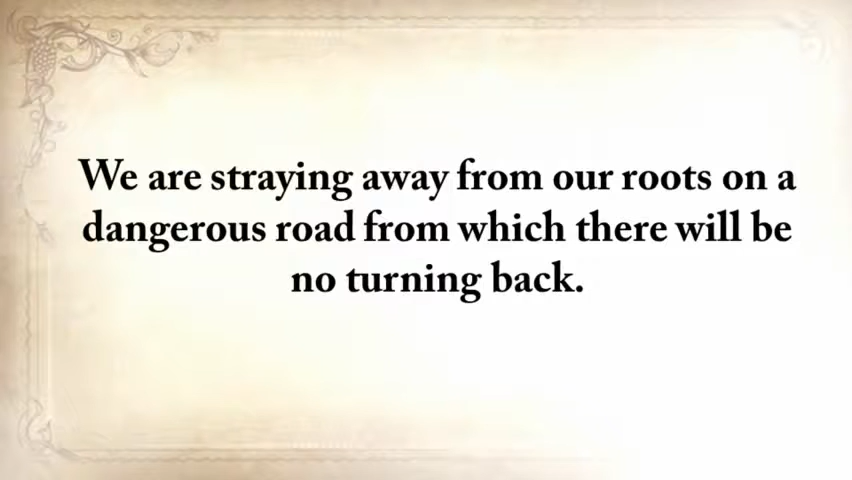 We are straying away from our roots on a
dangerous road from which there will be
no turning back.